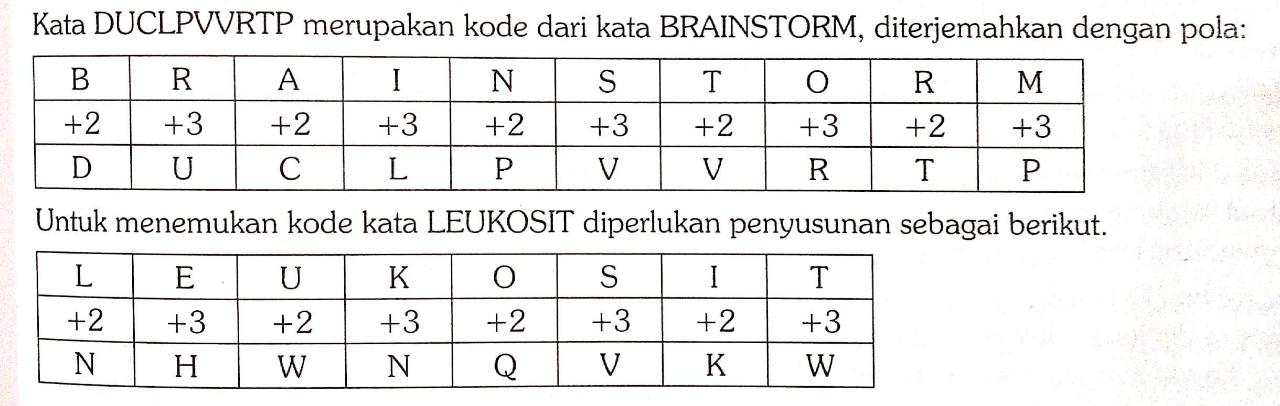 Kata DUCLPVVRTP merupakan kode dari kata BRAINSTORM, diterjemahkan dengan pola:
B R A I N S T O R M
+2 +3 +2 +3 +2 +3 +2 +3 +2 +3
D U C L P V V R T P
Untuk menemukan kode kata LEUKOSIT diperlukan penyusunan sebagai berikut.
L E U K O S I T
+2 +3 +2 +3 +2 +3 +2 +3
N H W N Q V K W